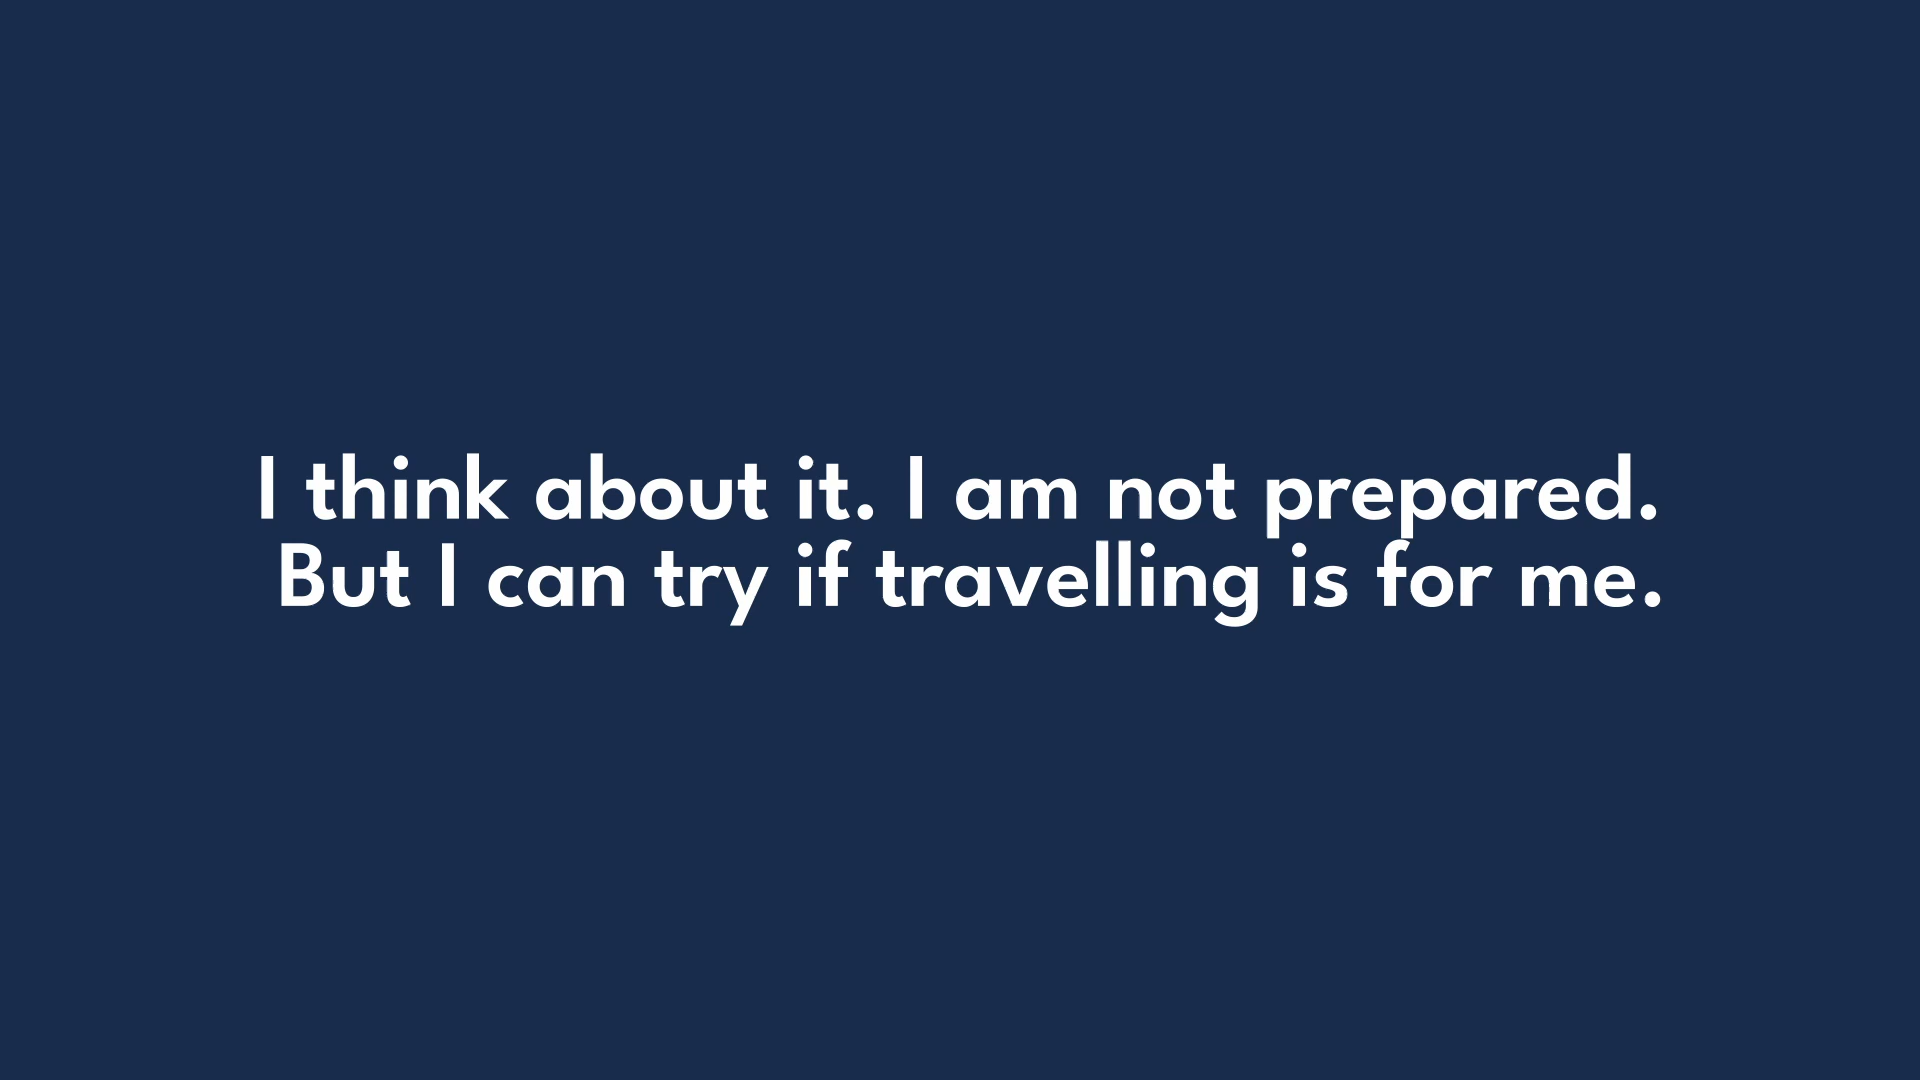 I think about it. I am not prepared.
But I can try if travelling is for me.